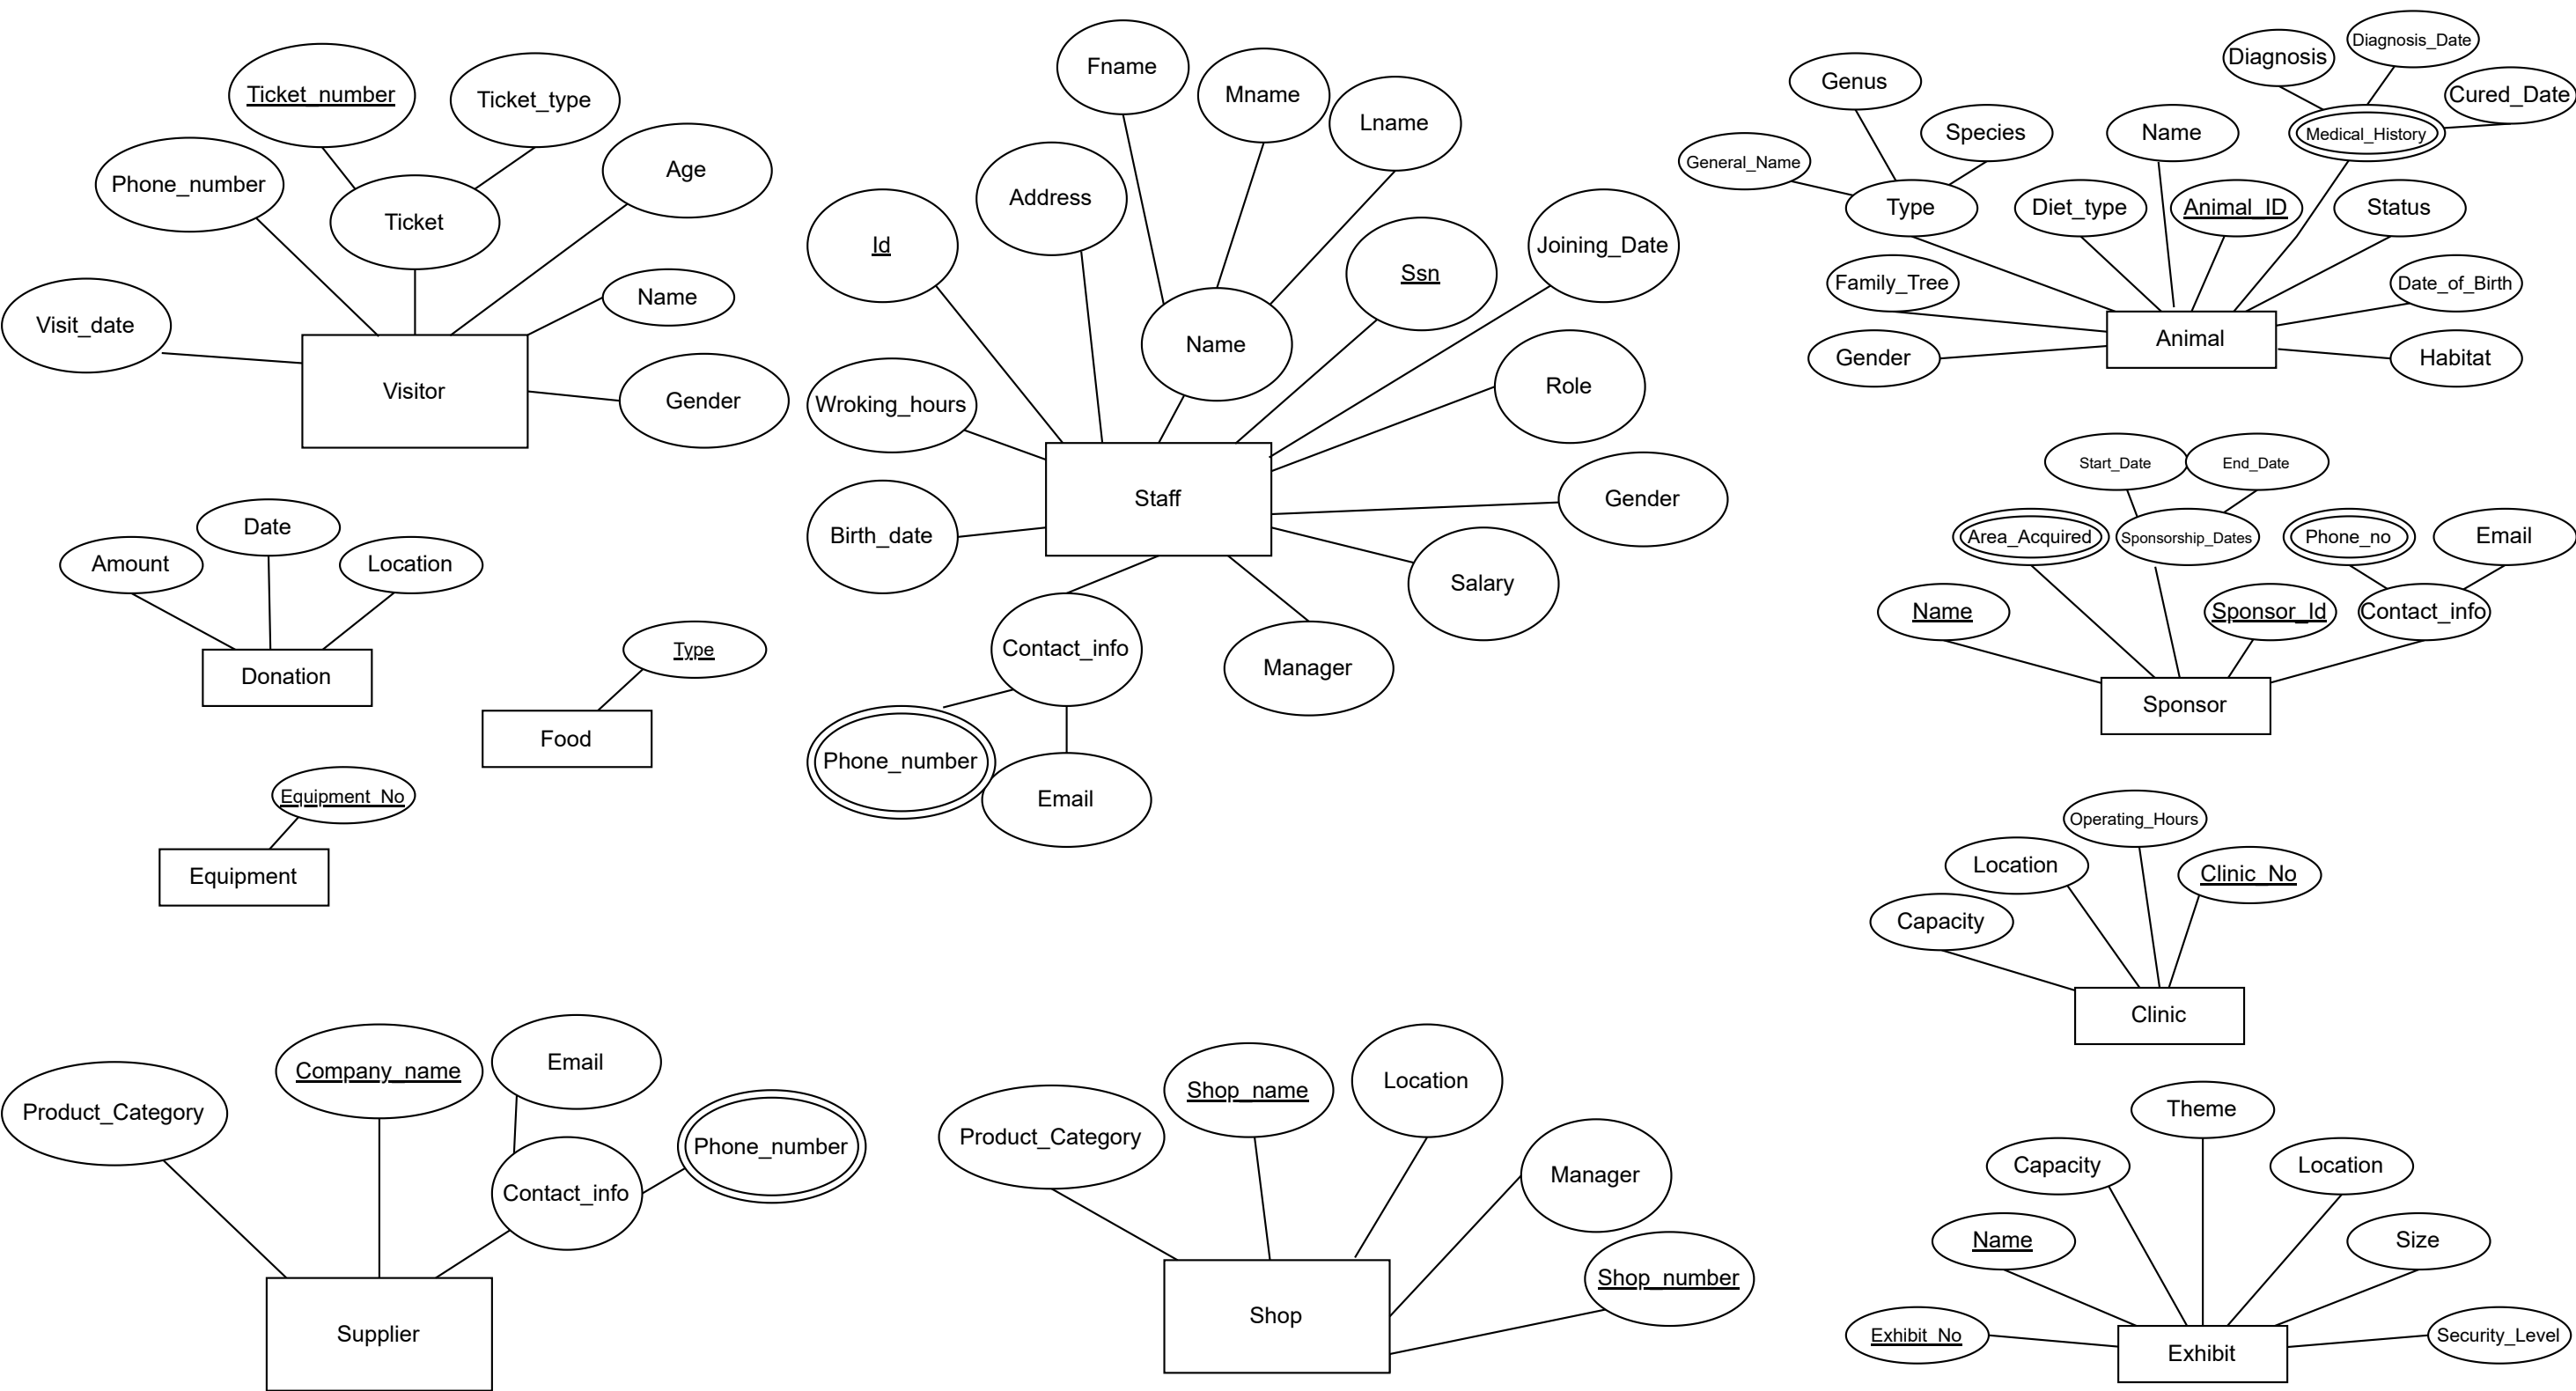 Ticket_number
Ticket_type
Phone_number
Age
Ticket
Visit_date
Name
Visitor
Gender
Fname
Mname
Lname
Address
Id
Ssn
Joining_Date
Name
Wroking_hours
Role
Staff
Gender
Birth_date
Salary
Contact_info
Manager
Phone_number
Email
Diagnosis_Date
Diagnosis
Genus
Cured_Date
Species
Name
Medical_History
General_Name
Type
Diet_type
Animal_ID
Status
Family_Tree
Date_of_Birth
Animal
Gender
Habitat
Date
Amount
Location
Donation
Type
Food
Equipment_No
Equipment
Start_Date
End_Date
Area_Acquired
Sponsorship_Dates
Phone_no
Email
Name
Sponsor_Id
Contact_info
Sponsor
Operating_Hours
Location
Clinic_No
Capacity
Clinic
Email
Company_name
Product_Category
Phone_number
Contact_info
Supplier
Location
Shop_name
Product_Category
Manager
Shop_number
Shop
Theme
Capacity
Location
Name
Size
Exhibit_No
Security_Level
Exhibit